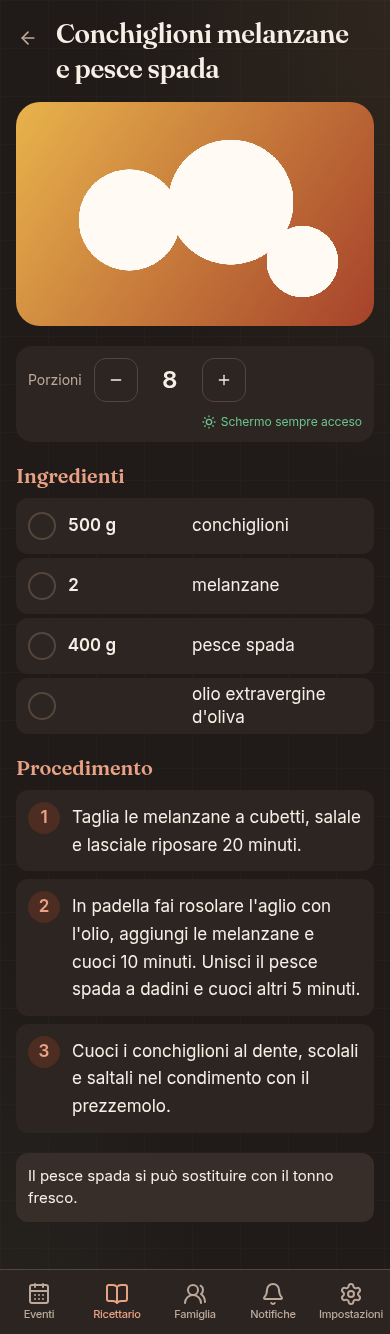 Conchiglioni melanzane
e pesce spada
Porzioni
8
Schermo sempre acceso
Ingredienti
500 g conchiglioni
2 melanzane
400 g pesce spada
olio extravergine
d'oliva
Procedimento
1 Taglia le melanzane a cubetti, salale
e lasciale riposare 20 minuti.
2 In padella fai rosolare l'aglio con
l'olio, aggiungi le melanzane e
cuoci 10 minuti. Unisci il pesce
spada a dadini e cuoci altri 5 minuti.
3 Cuoci i conchiglioni al dente, scolali
e saltali nel condimento con il
prezzemolo.
Il pesce spada si può sostituire con il tonno
fresco.
Eventi Ricettario Famiglia Notifiche Impostazioni